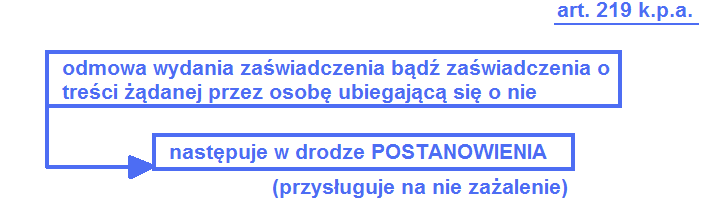 art. 219 k.p.a.
odmowa wydania zaświadczenia bądź zaświadczenia o
treści żądanej przez osobę ubiegającą się o nie
następuje w drodze POSTANOWIENIA
(przysługuje na nie zażalenie)